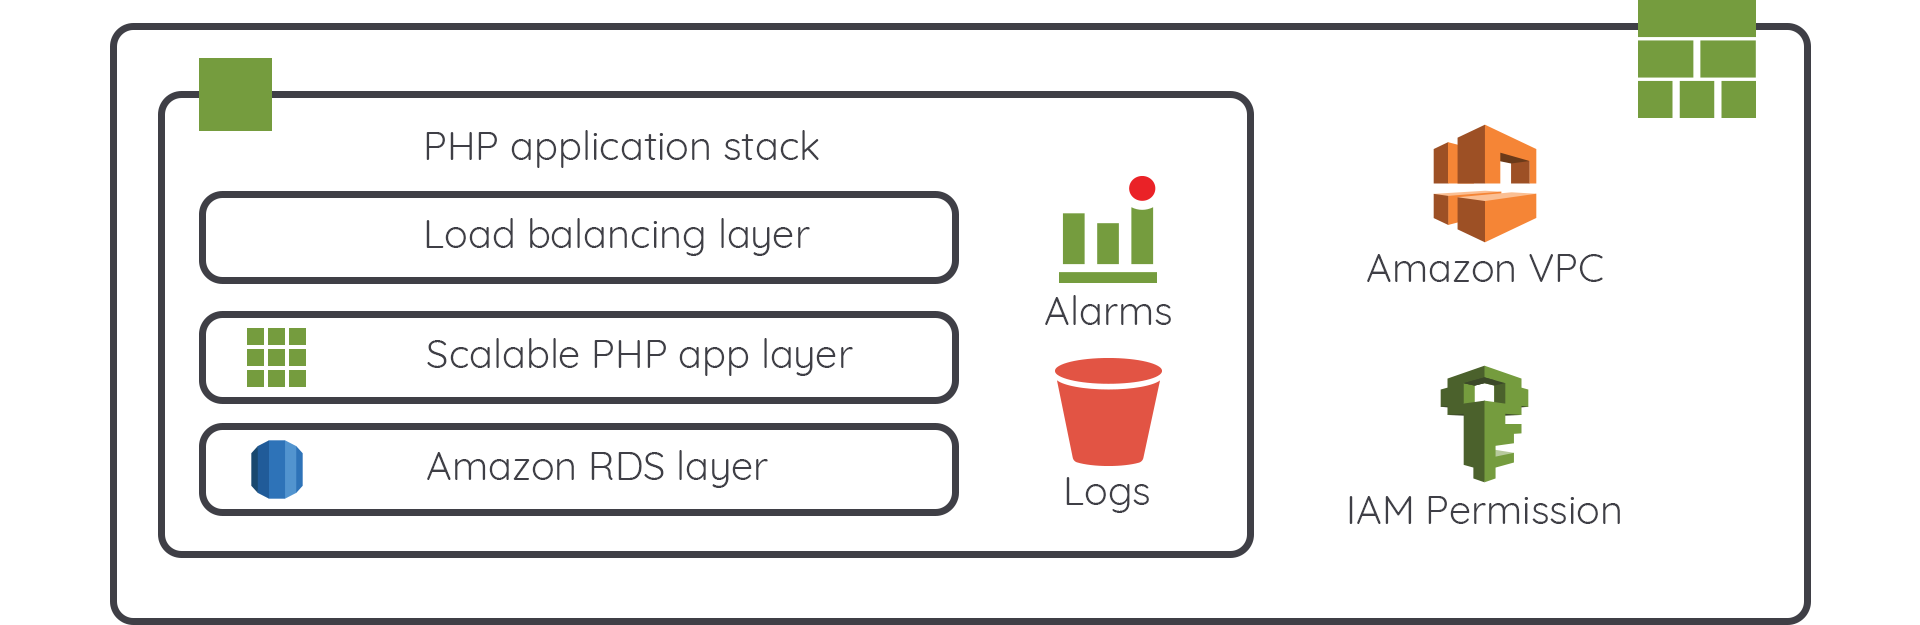 PHP application stack
Load balancing layer
Scalable PHP app layer
Amazon RDS layer
Alarms
Logs
Amazon VPC
IAM Permission